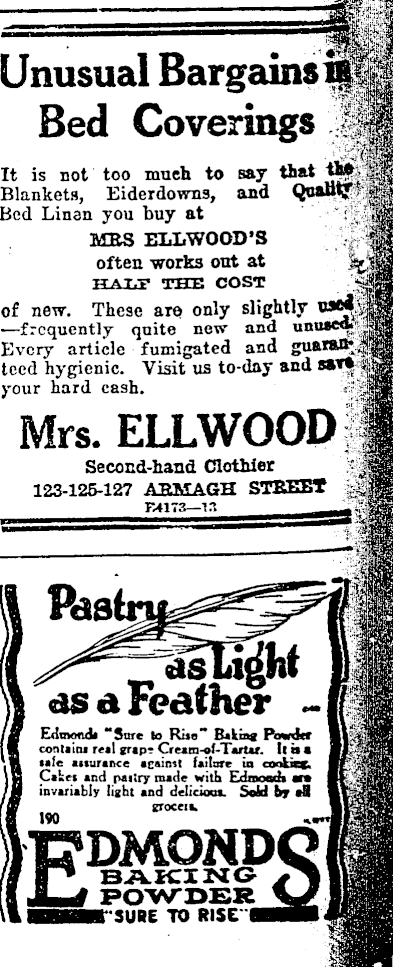 Unusual Bargains in
Bed Coverings
It is not too much to say that the
Blankets, Eiderdowns, and Quality
Bed Linen you buy at
MRS ELLWOOD'S
often works out at
HALF THE COST
of new. These are only slightly used
—frequently quite new and unused.
Every article fumigated and guaran-
teed hygienic. Visit us to-day and save
your hard cash.
Mrs. ELLWOOD
Second-hand Clothier
123-125-127 ARMAGH STREET
E4173—13
Pastry
as Light
as a Feather
Edmonds "Sure to Rise" Baking Powder
contains real grape Cream-of-Tartar. It is a
safe assurance against failure in cooking.
Cakes and pastry made with Edmonds are
invariably light and delicious. Sold by all
grocers.
190
EDMONDS
BAKING
POWDER
"SURE TO RISE"